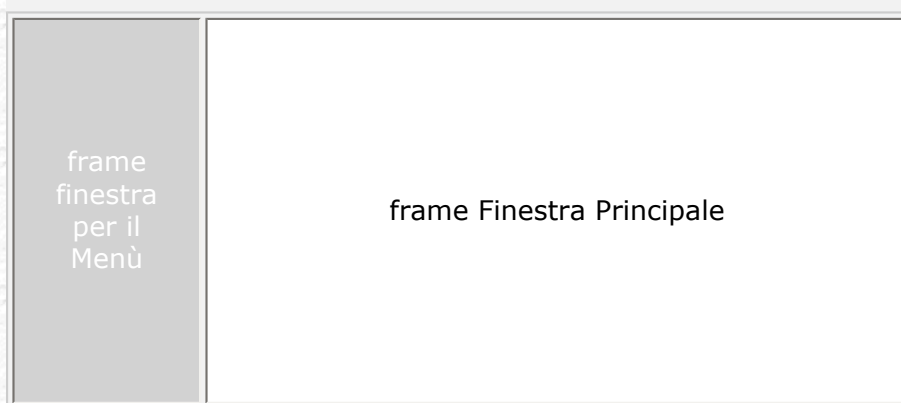 frame
finestra
per il
Menù
frame Finestra Principale